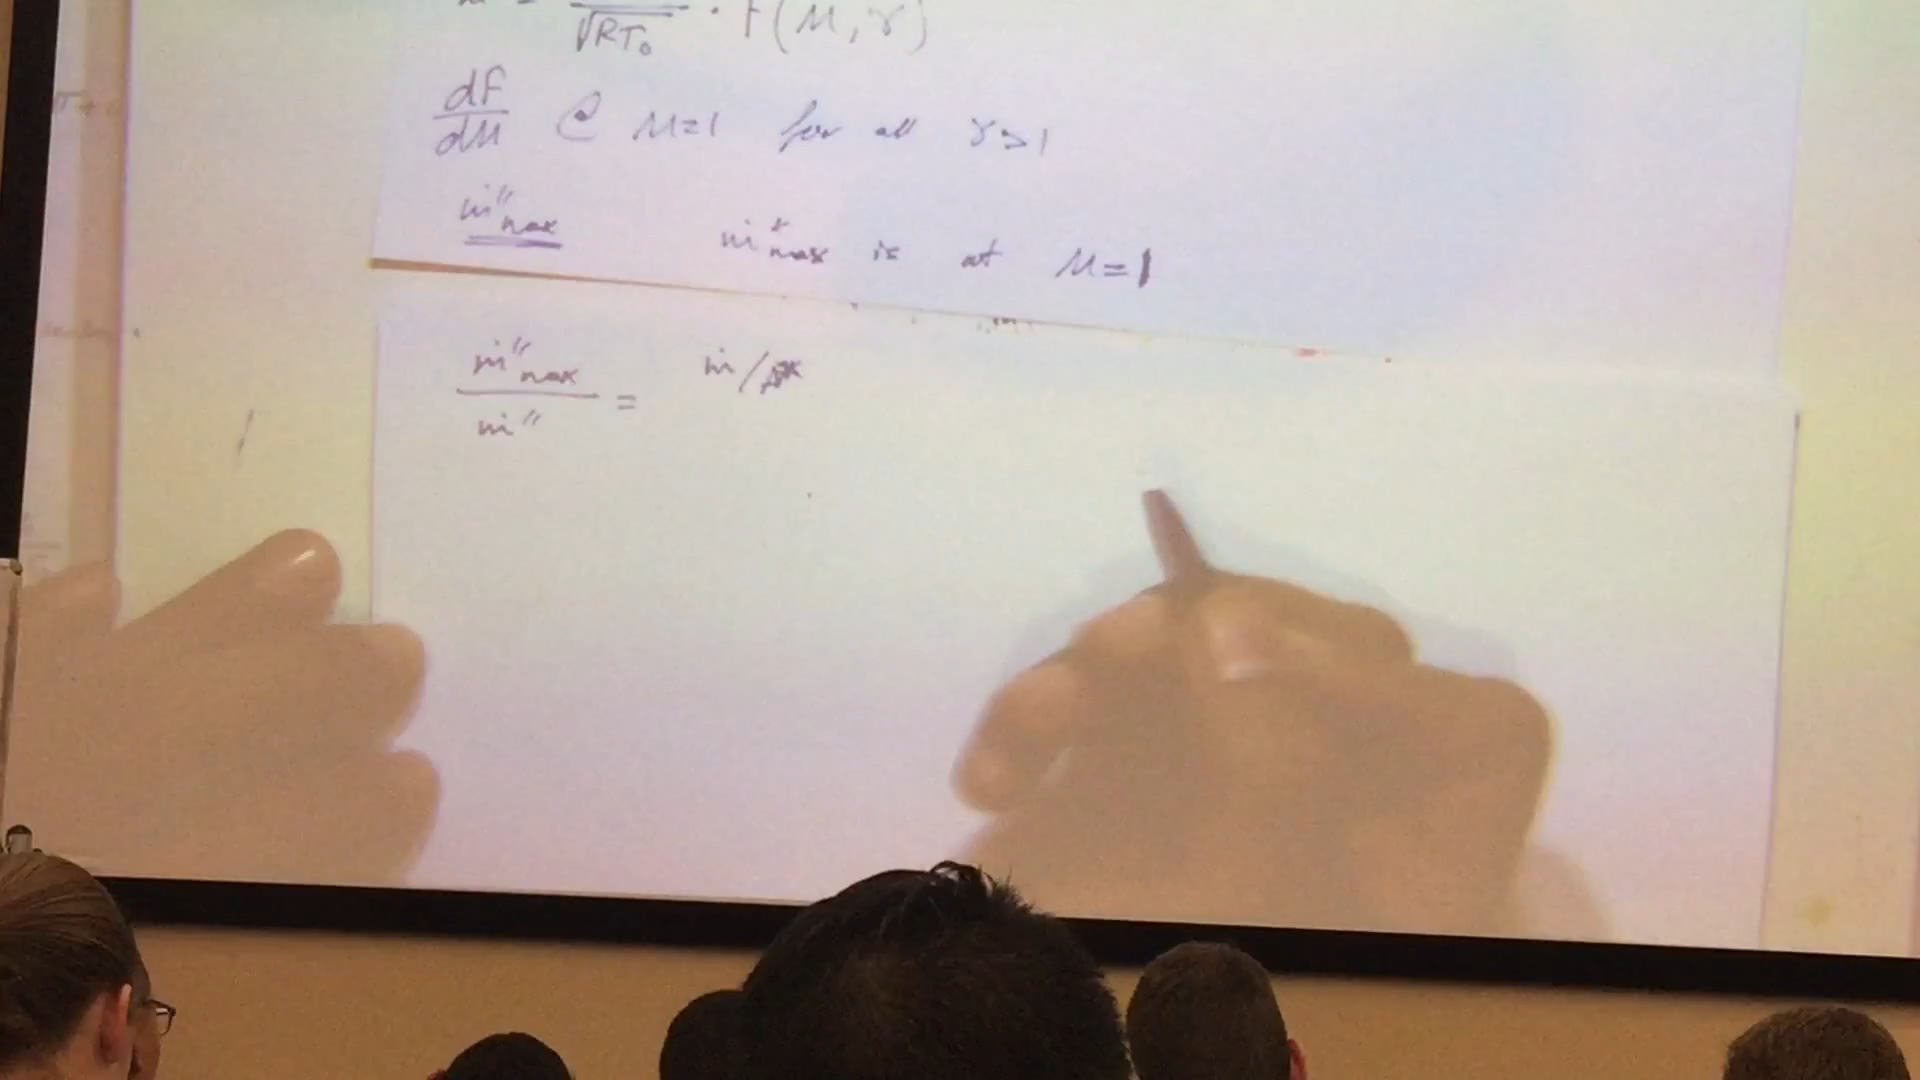 √RT₀ · F(M, γ)
dF/dM @ M=1 for all γ>1
ṁ″max ṁ″max is at M=1
ṁ″max/ṁ″ = ṁ/A*